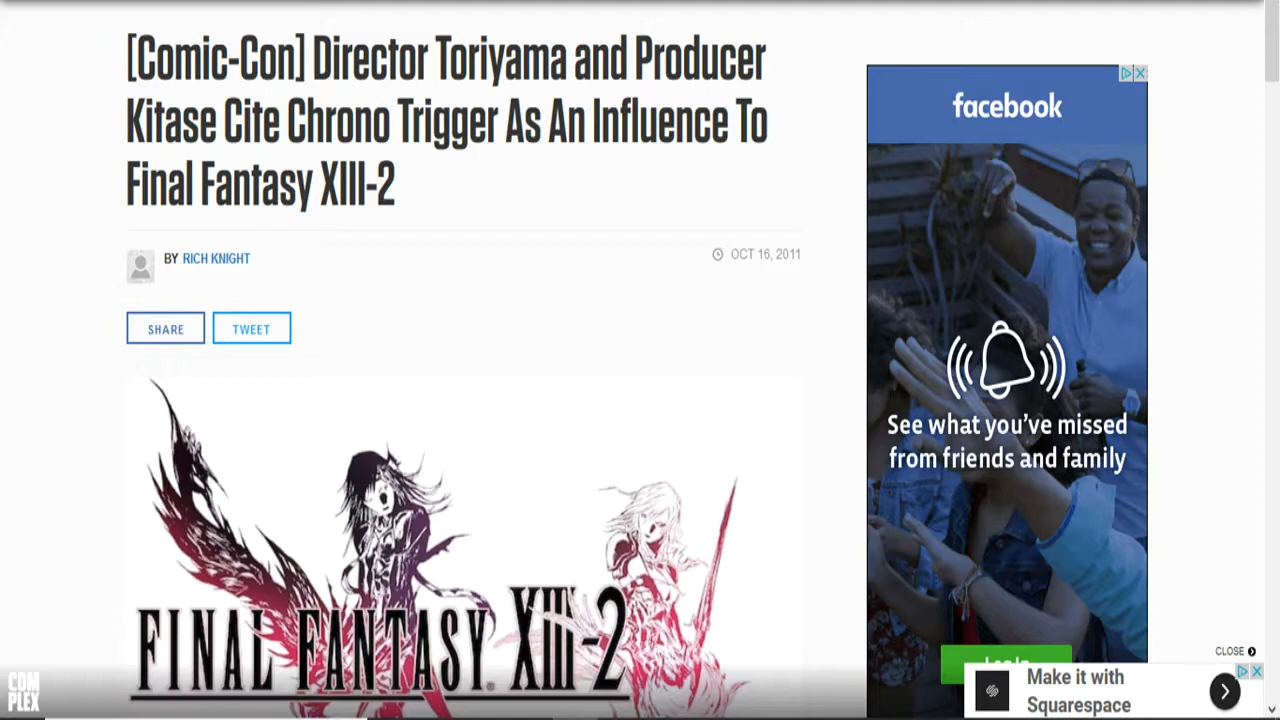 [Comic-Con] Director Toriyama and Producer
Kitase Cite Chrono Trigger As An Influence To
Final Fantasy XIII-2
BY RICH KNIGHT
OCT 16, 2011
SHARE
TWEET
FINAL FANTASY XIII-2
facebook
See what you've missed
from friends and family
CLOSE
Make it with
Squarespace
COM
PLEX